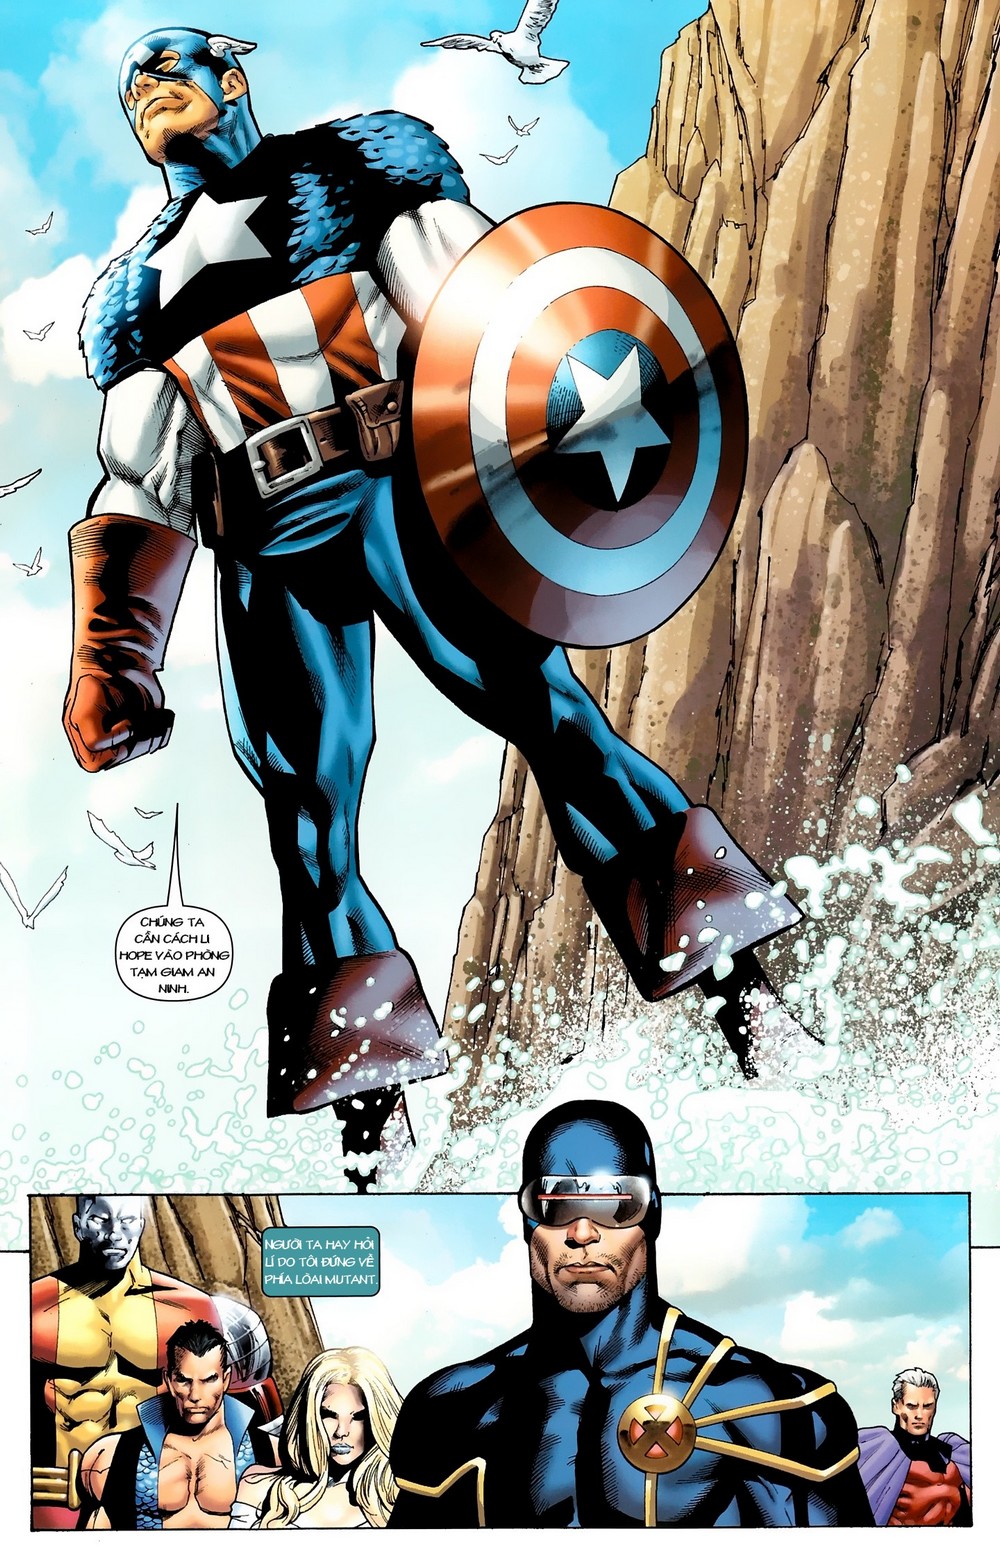 CHÚNG TA
CẦN CÁCH LI
HOPE VÀO PHÒNG
TẠM GIAM AN
NINH.
NGƯỜI TA HAY HỎI
LÍ DO TÔI ĐỨNG VỀ
PHÍA LÒAI MUTANT.